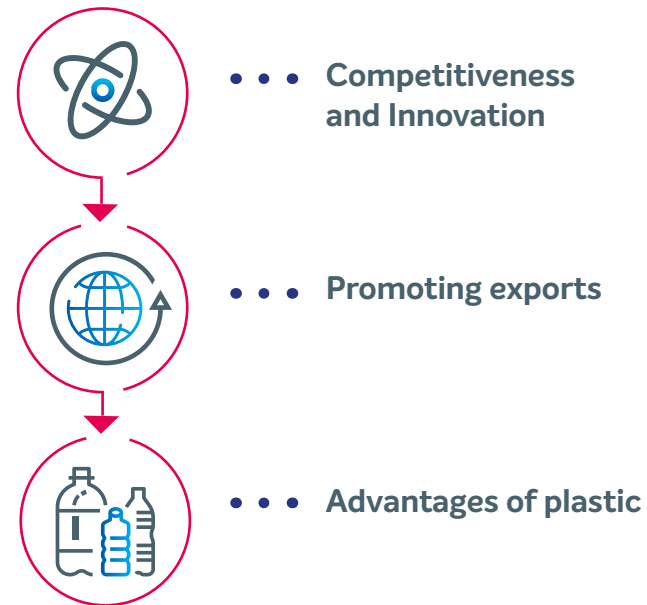 Competitiveness
and Innovation
Promoting exports
Advantages of plastic